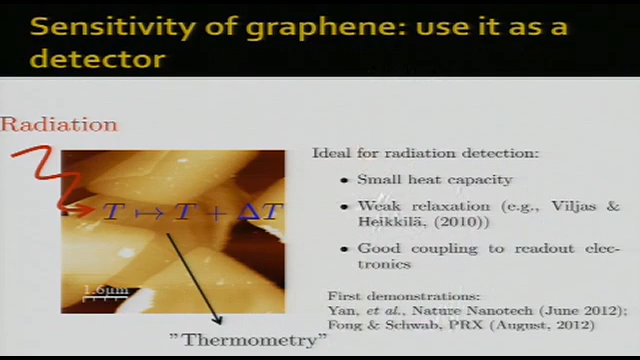 Sensitivity of graphene: use it as a
detector
Radiation
T ↦ T + ΔT
1.6μm
"Thermometry"
Ideal for radiation detection:
• Small heat capacity
• Weak relaxation (e.g., Viljas &
Heikkilä, (2010))
• Good coupling to readout elec-
tronics
First demonstrations:
Yan, et al., Nature Nanotech (June 2012);
Fong & Schwab, PRX (August, 2012)